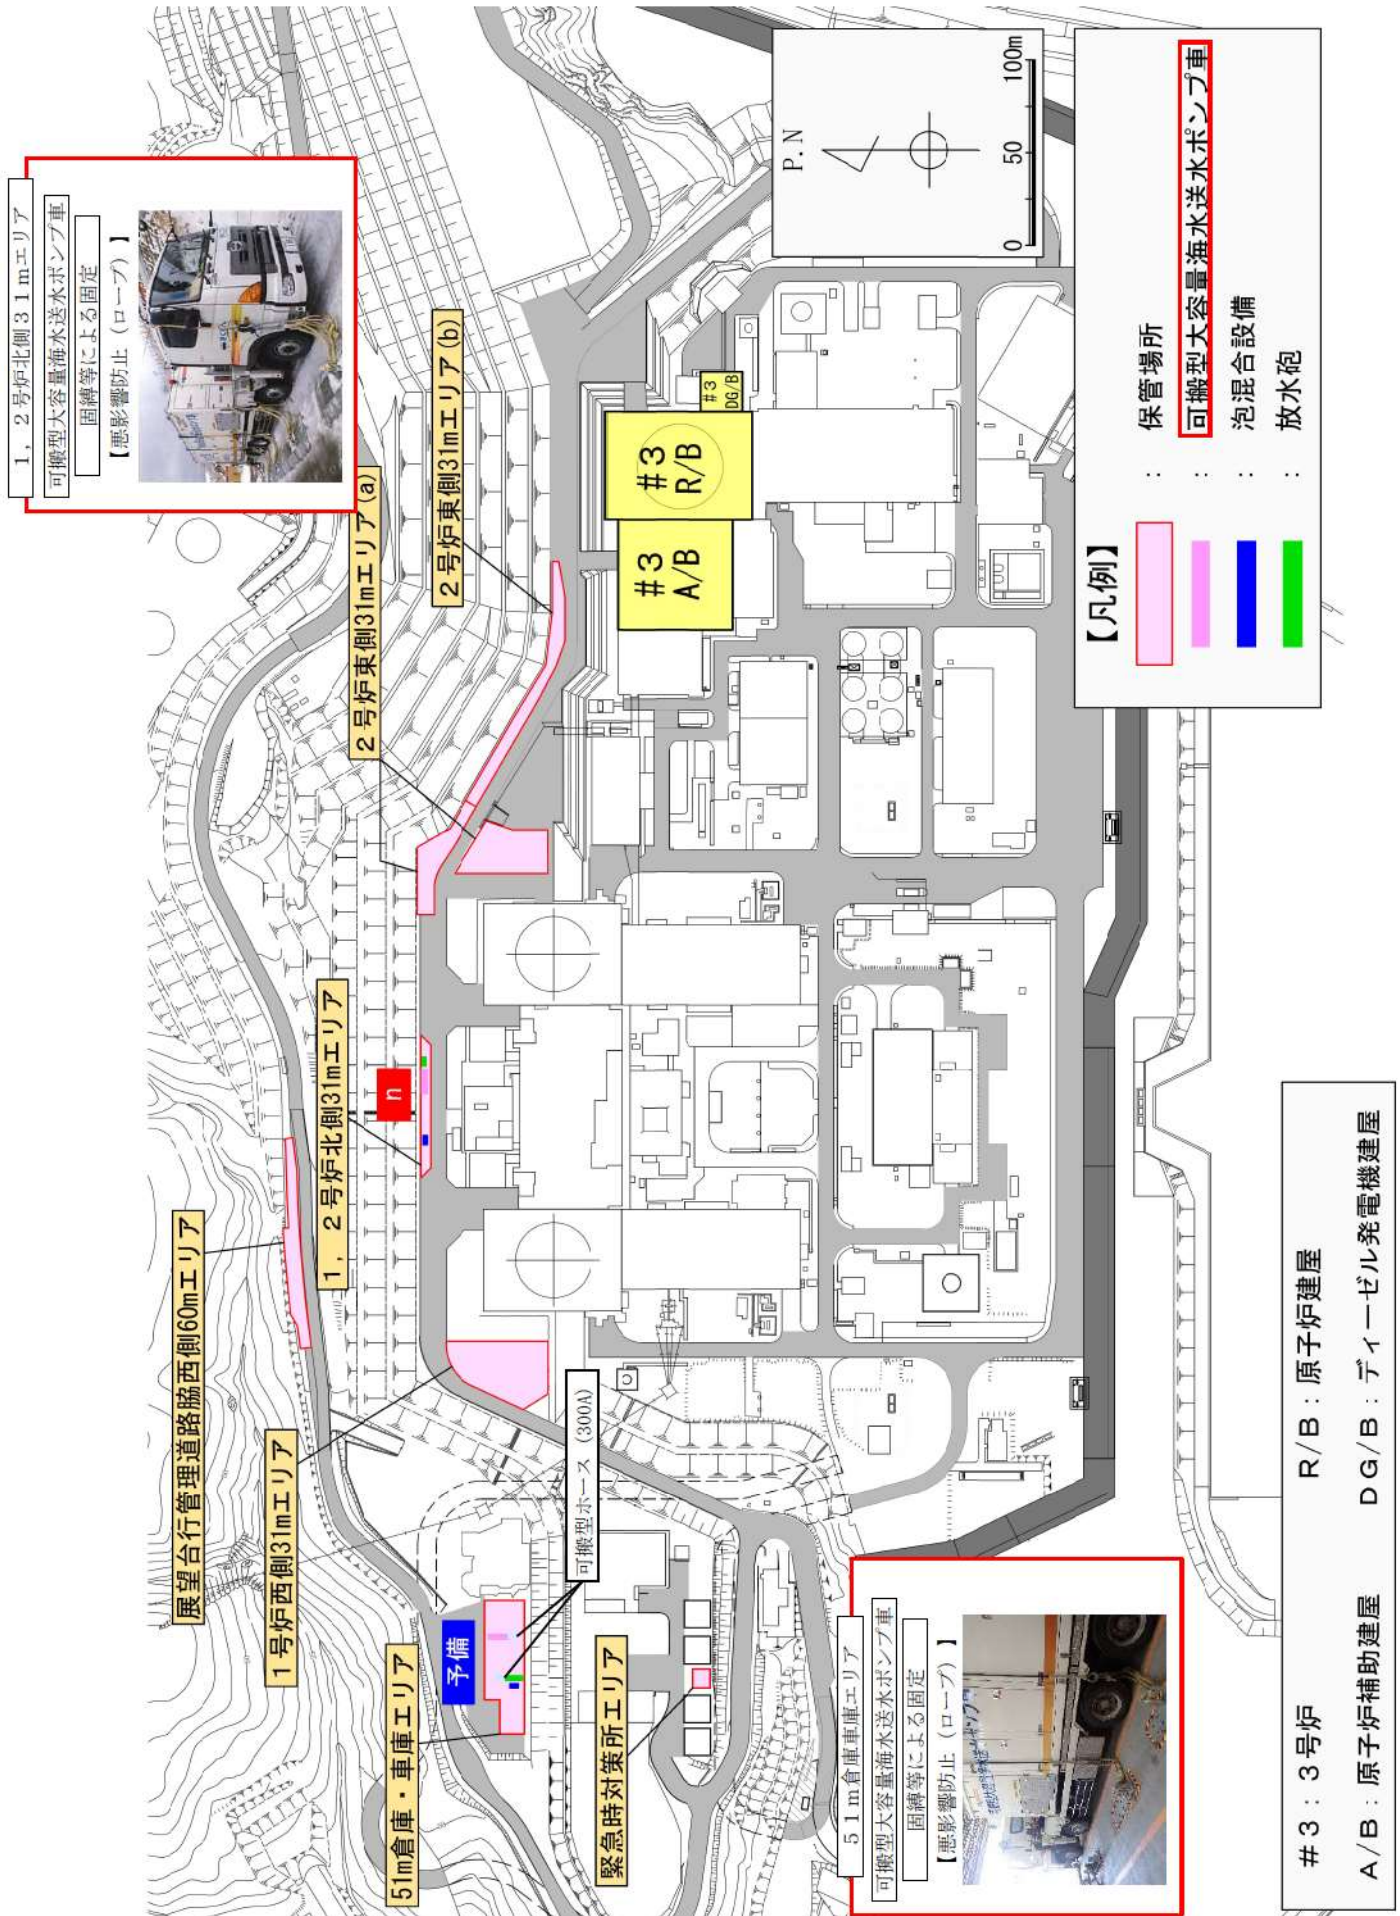 1，2号炉北側31mエリア
可搬型大容量海水送水ポンプ車
固縛等による固定
【悪影響防止（ロープ）】
展望台行管理道路脇西側60mエリア
1号炉西側31mエリア
1，2号炉北側31mエリア
2号炉東側31mエリア(a)
2号炉東側31mエリア(b)
51m倉庫・車庫エリア
緊急時対策所エリア
予備
n
可搬型ホース（300A）
#3
A/B
#3
R/B
#3
DG/B
P.N
0
50
100m
51m倉庫車庫エリア
可搬型大容量海水送水ポンプ車
固縛等による固定
【悪影響防止（ロープ）】
【凡例】
：保管場所
：可搬型大容量海水送水ポンプ車
：泡混合設備
：放水砲
#3：3号炉
R/B：原子炉建屋
A/B：原子炉補助建屋
DG/B：ディーゼル発電機建屋